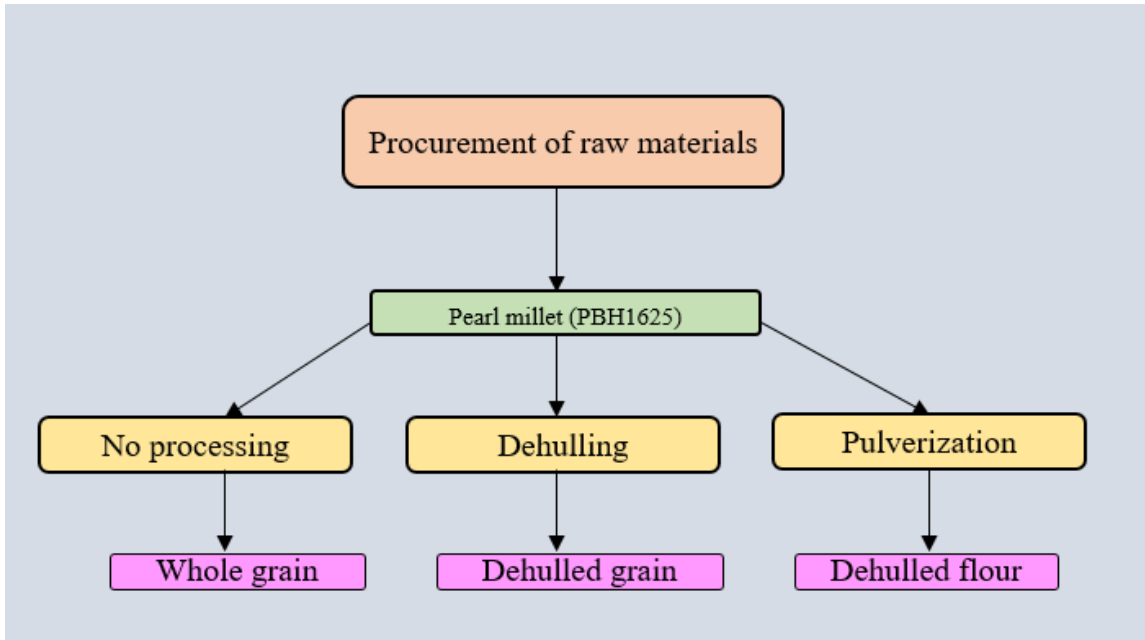 Procurement of raw materials
Pearl millet (PBH1625)
No processing
Dehulling
Pulverization
Whole grain
Dehulled grain
Dehulled flour